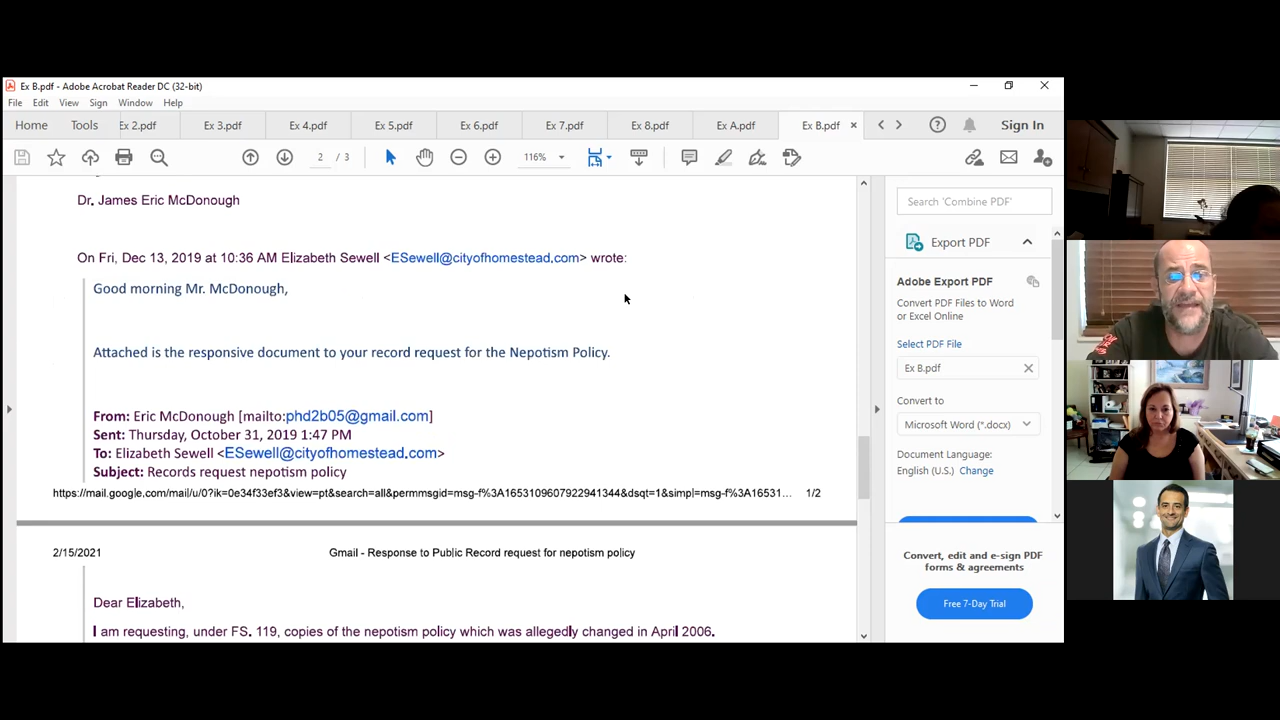 Ex B.pdf - Adobe Acrobat Reader DC (32-bit)
File Edit View Sign Window Help
Home Tools Ex 2.pdf Ex 3.pdf Ex 4.pdf Ex 5.pdf Ex 6.pdf Ex 7.pdf Ex 8.pdf Ex A.pdf Ex B.pdf Sign In
2 / 3 116%
Dr. James Eric McDonough
On Fri, Dec 13, 2019 at 10:36 AM Elizabeth Sewell <ESewell@cityofhomestead.com> wrote:
Good morning Mr. McDonough,
Attached is the responsive document to your record request for the Nepotism Policy.
From: Eric McDonough [mailto:phd2b05@gmail.com]
Sent: Thursday, October 31, 2019 1:47 PM
To: Elizabeth Sewell <ESewell@cityofhomestead.com>
Subject: Records request nepotism policy
https://mail.google.com/mail/u/0?ik=0e34f33ef3&view=pt&search=all&permmsgid=msg-f%3A1653109607922941344&dsqt=1&simpl=msg-f%3A16531... 1/2
2/15/2021 Gmail - Response to Public Record request for nepotism policy
Dear Elizabeth,
I am requesting, under FS. 119, copies of the nepotism policy which was allegedly changed in April 2006.
Search 'Combine PDF'
Export PDF
Adobe Export PDF
Convert PDF Files to Word
or Excel Online
Select PDF File
Ex B.pdf
Convert to
Microsoft Word (*.docx)
Document Language:
English (U.S.) Change
Convert, edit and e-sign PDF
forms & agreements
Free 7-Day Trial